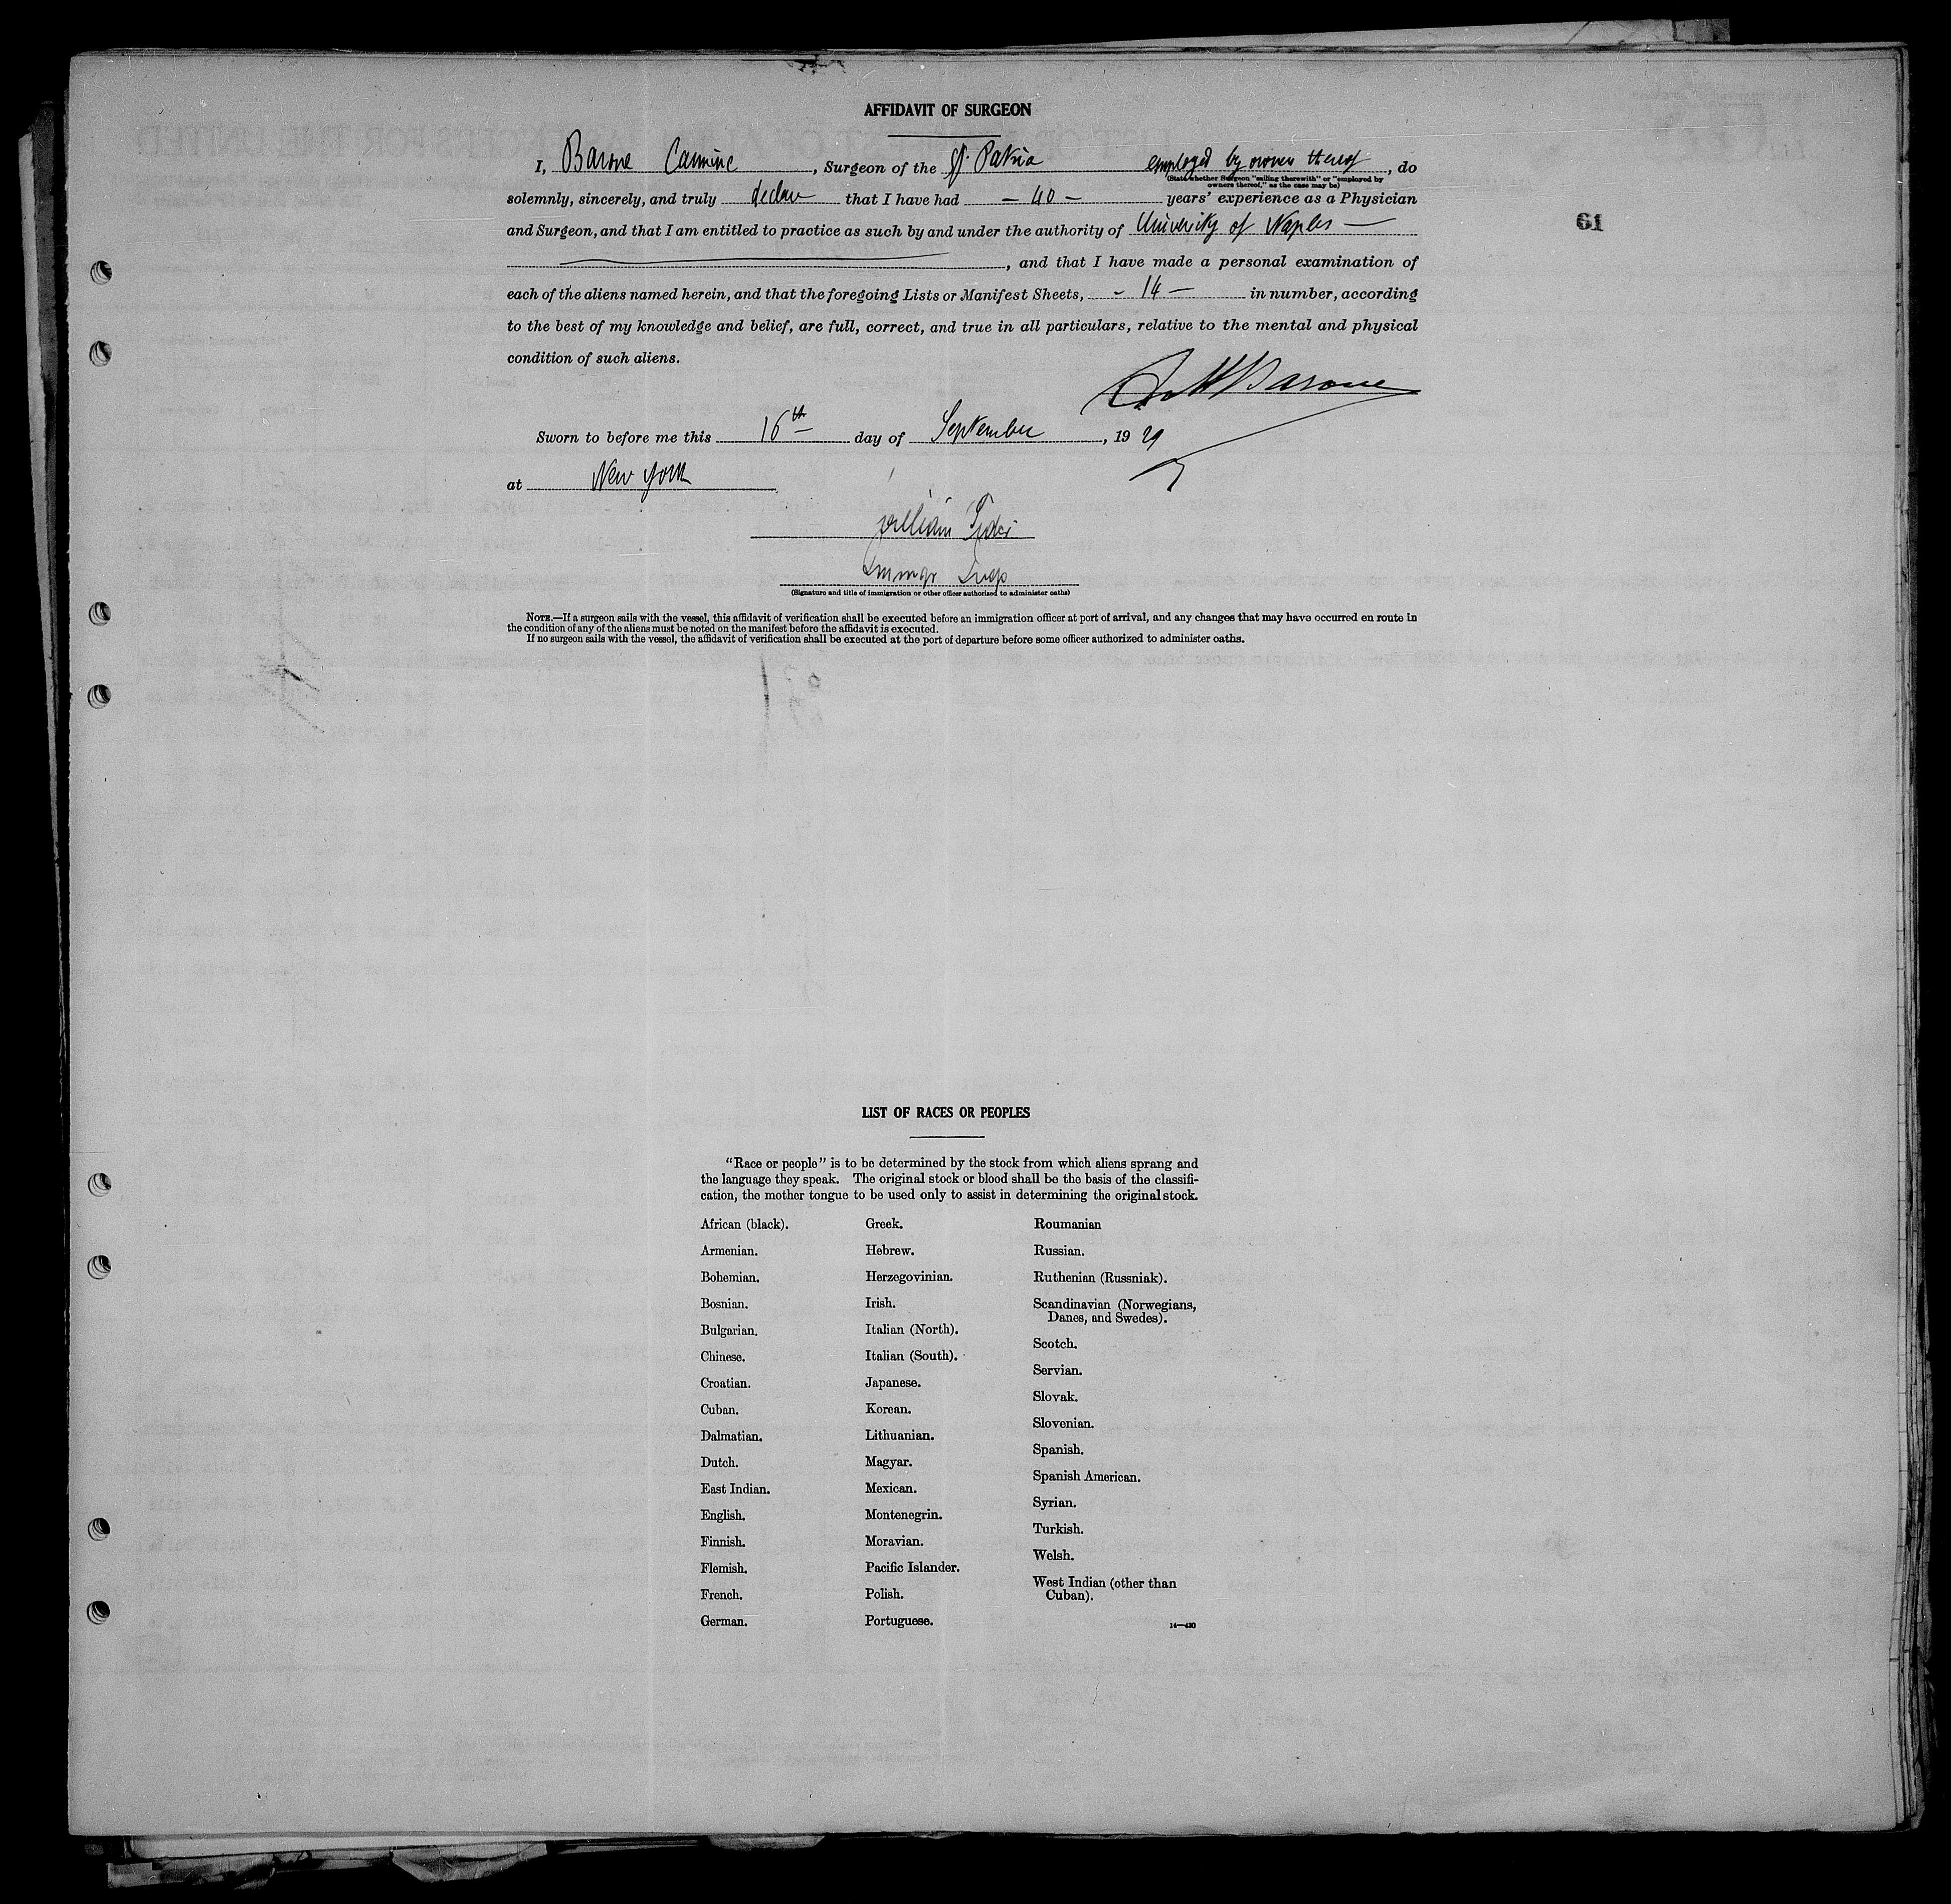 AFFIDAVIT OF SURGEON
I, Barone Carmine, Surgeon of the Patria employed by owner thereof, do
(State whether Surgeon "sailing therewith" or "employed by
owners thereof," as the case may be)
solemnly, sincerely, and truly declare that I have had – 40 – years' experience as a Physician
and Surgeon, and that I am entitled to practice as such by and under the authority of University of Naples —
61
, and that I have made a personal examination of
each of the aliens named herein, and that the foregoing Lists or Manifest Sheets, – 14 – in number, according
to the best of my knowledge and belief, are full, correct, and true in all particulars, relative to the mental and physical
condition of such aliens.
Barone
Sworn to before me this 16th day of September, 1929
at New York
William
Immgr Insp
(Signature and title of immigration or other officer authorized to administer oaths)
NOTE.—If a surgeon sails with the vessel, this affidavit of verification shall be executed before an immigration officer at port of arrival, and any changes that may have occurred en route in
the condition of any of the aliens must be noted on the manifest before the affidavit is executed.
If no surgeon sails with the vessel, the affidavit of verification shall be executed at the port of departure before some officer authorized to administer oaths.
LIST OF RACES OR PEOPLES
"Race or people" is to be determined by the stock from which aliens sprang and
the language they speak. The original stock or blood shall be the basis of the classifi-
cation, the mother tongue to be used only to assist in determining the original stock.
African (black).
Armenian.
Bohemian.
Bosnian.
Bulgarian.
Chinese.
Croatian.
Cuban.
Dalmatian.
Dutch.
East Indian.
English.
Finnish.
Flemish.
French.
German.
Greek.
Hebrew.
Herzegovinian.
Irish.
Italian (North).
Italian (South).
Japanese.
Korean.
Lithuanian.
Magyar.
Mexican.
Montenegrin.
Moravian.
Pacific Islander.
Polish.
Portuguese.
Roumanian
Russian.
Ruthenian (Russniak).
Scandinavian (Norwegians,
Danes, and Swedes).
Scotch.
Servian.
Slovak.
Slovenian.
Spanish.
Spanish American.
Syrian.
Turkish.
Welsh.
West Indian (other than
Cuban).
14—430